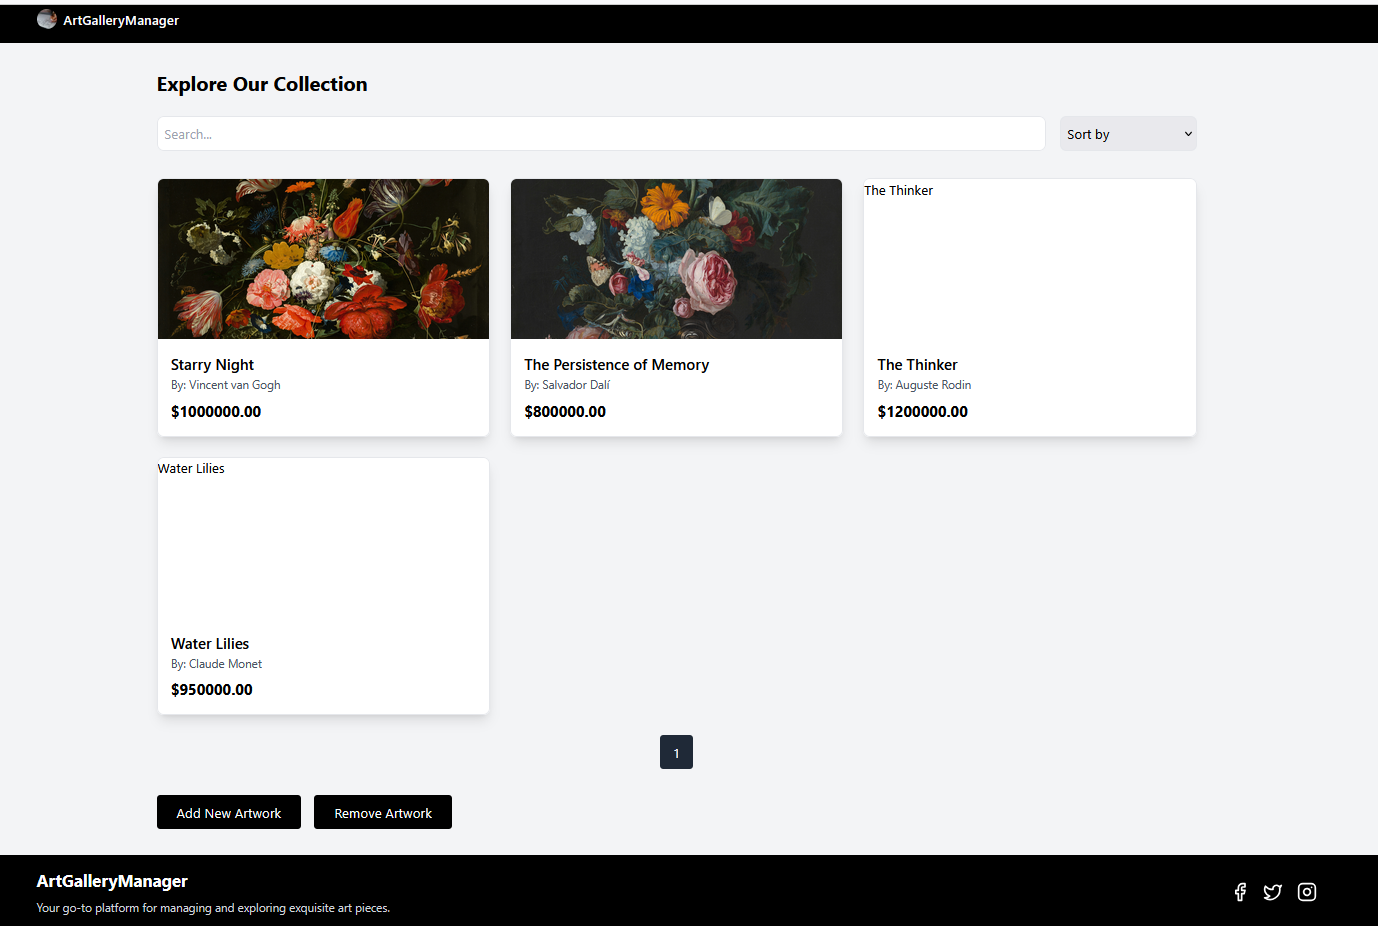 ArtGalleryManager
Explore Our Collection
Search...
Sort by
The Thinker
Starry Night
By: Vincent van Gogh
$1000000.00
The Persistence of Memory
By: Salvador Dalí
$800000.00
The Thinker
By: Auguste Rodin
$1200000.00
Water Lilies
Water Lilies
By: Claude Monet
$950000.00
1
Add New Artwork
Remove Artwork
ArtGalleryManager
Your go-to platform for managing and exploring exquisite art pieces.